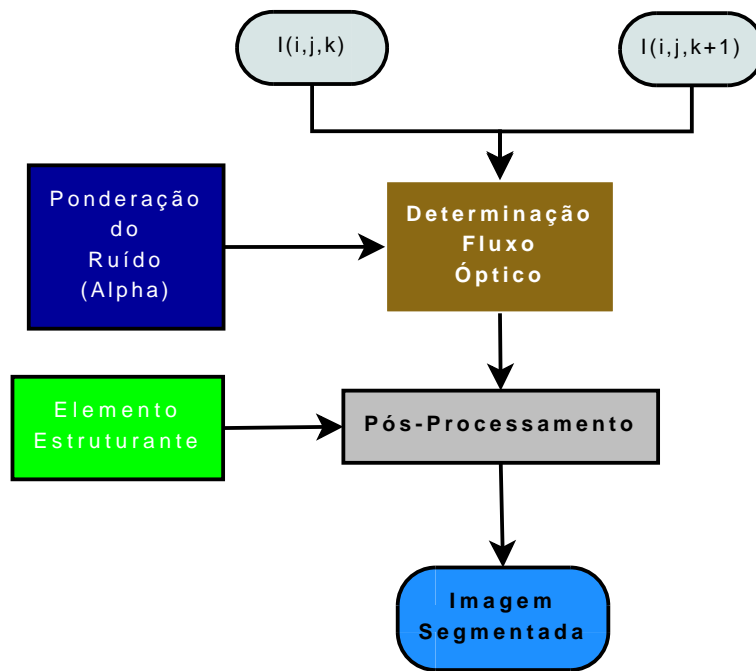 I(i,j,k)
I(i,j,k+1)
Ponderação
do
Ruído
(Alpha)
Determinação
Fluxo
Óptico
Elemento
Estruturante
Pós-Processamento
Imagem
Segmentada